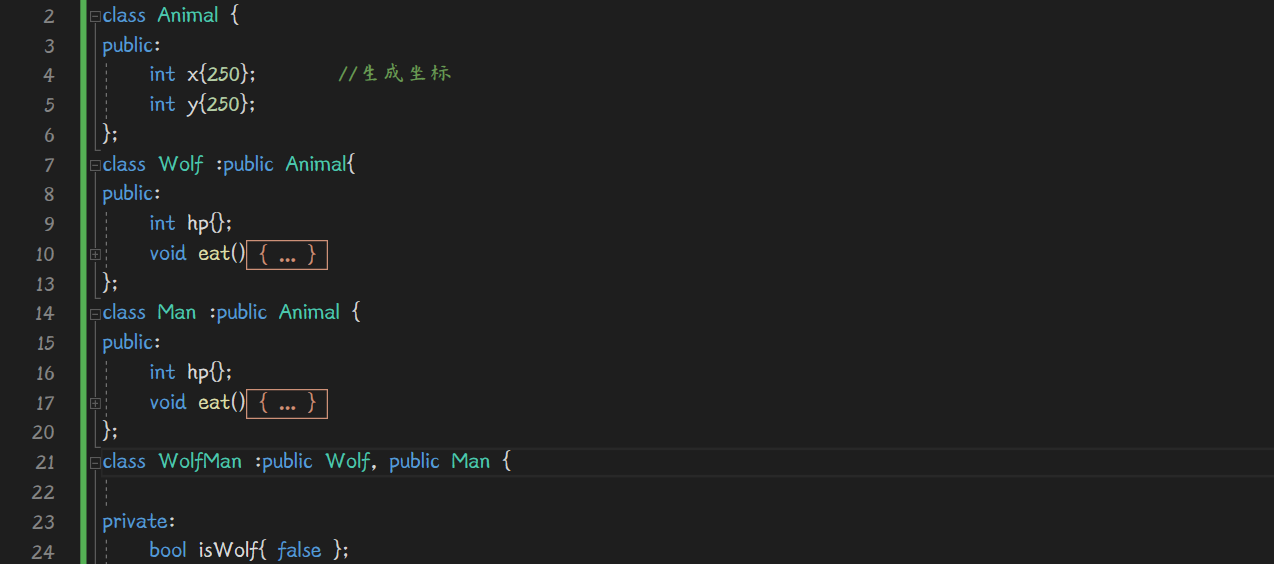 2 class Animal {
3 public:
4     int x{250};       //生成坐标
5     int y{250};
6 };
7 class Wolf :public Animal{
8 public:
9     int hp{};
10     void eat() { ... }
13 };
14 class Man :public Animal {
15 public:
16     int hp{};
17     void eat() { ... }
20 };
21 class WolfMan :public Wolf, public Man {
22
23 private:
24     bool isWolf{ false };